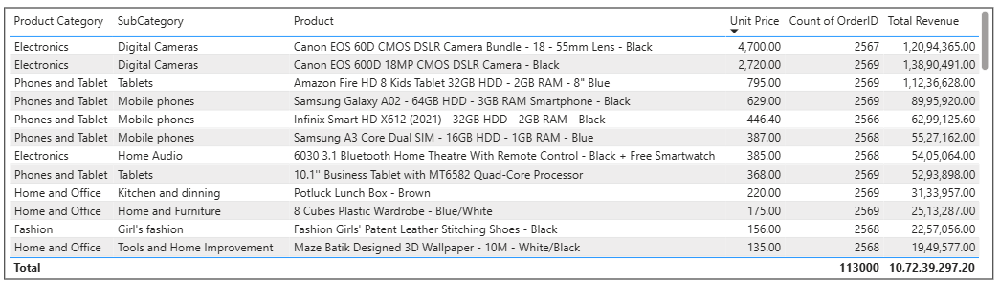 Product Category SubCategory Product Unit Price Count of OrderID Total Revenue
Electronics Digital Cameras Canon EOS 60D CMOS DSLR Camera Bundle - 18 - 55mm Lens - Black 4,700.00 2567 1,20,94,365.00
Electronics Digital Cameras Canon EOS 600D 18MP CMOS DSLR Camera - Black 2,720.00 2569 1,38,90,491.00
Phones and Tablet Tablets Amazon Fire HD 8 Kids Tablet 32GB HDD - 2GB RAM - 8" Blue 795.00 2569 1,12,36,628.00
Phones and Tablet Mobile phones Samsung Galaxy A02 - 64GB HDD - 3GB RAM Smartphone - Black 629.00 2569 89,95,920.00
Phones and Tablet Mobile phones Infinix Smart HD X612 (2021) - 32GB HDD - 2GB RAM - Black 446.40 2566 62,99,125.60
Phones and Tablet Mobile phones Samsung A3 Core Dual SIM - 16GB HDD - 1GB RAM - Blue 387.00 2568 55,27,162.00
Electronics Home Audio 6030 3.1 Bluetooth Home Theatre With Remote Control - Black + Free Smartwatch 385.00 2568 54,05,064.00
Phones and Tablet Tablets 10.1" Business Tablet with MT6582 Quad-Core Processor 368.00 2569 52,93,898.00
Home and Office Kitchen and dinning Potluck Lunch Box - Brown 220.00 2569 31,33,957.00
Home and Office Home and Furniture 8 Cubes Plastic Wardrobe - Blue/White 175.00 2569 25,13,287.00
Fashion Girl's fashion Fashion Girls' Patent Leather Stitching Shoes - Black 156.00 2568 22,57,056.00
Home and Office Tools and Home Improvement Maze Batik Designed 3D Wallpaper - 10M - White/Black 135.00 2568 19,49,577.00
Total 113000 10,72,39,297.20